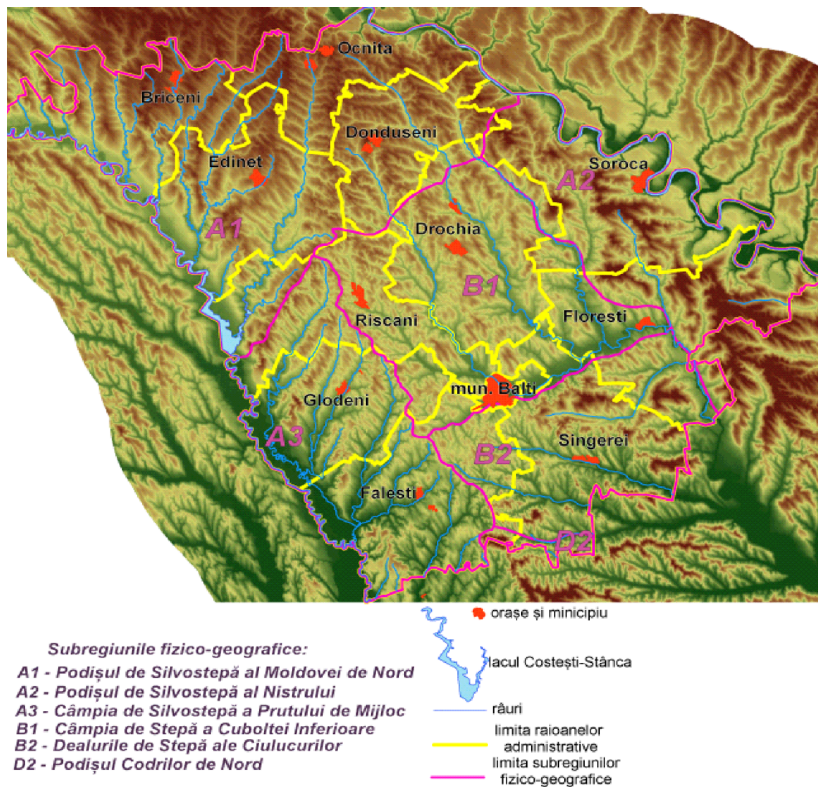 Ocnita
Briceni
Donduseni
Edinet
Soroca
A2
A1
Drochia
B1
Riscani
Floresti
mun. Balti
Glodeni
A3
B2
Singerei
Falesti
D2
orașe și minicipiu
Subregiunile fizico-geografice:
A1 - Podișul de Silvostepă al Moldovei de Nord
A2 - Podișul de Silvostepă al Nistrului
A3 - Câmpia de Silvostepă a Prutului de Mijloc
B1 - Câmpia de Stepă a Cuboltei Inferioare
B2 - Dealurile de Stepă ale Ciulucurilor
D2 - Podișul Codrilor de Nord
lacul Costești-Stânca
râuri
limita raioanelor
administrative
limita subregiunilor
fizico-geografice